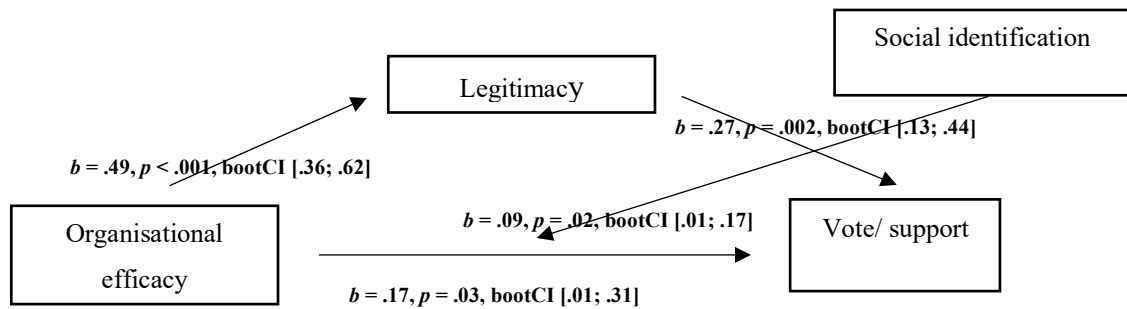 Social identification
Legitimacy
b = .27, p = .002, bootCI [.13; .44]
b = .49, p < .001, bootCI [.36; .62]
Organisational
efficacy
b = .09, p = .02, bootCI [.01; .17]
Vote/ support
b = .17, p = .03, bootCI [.01; .31]